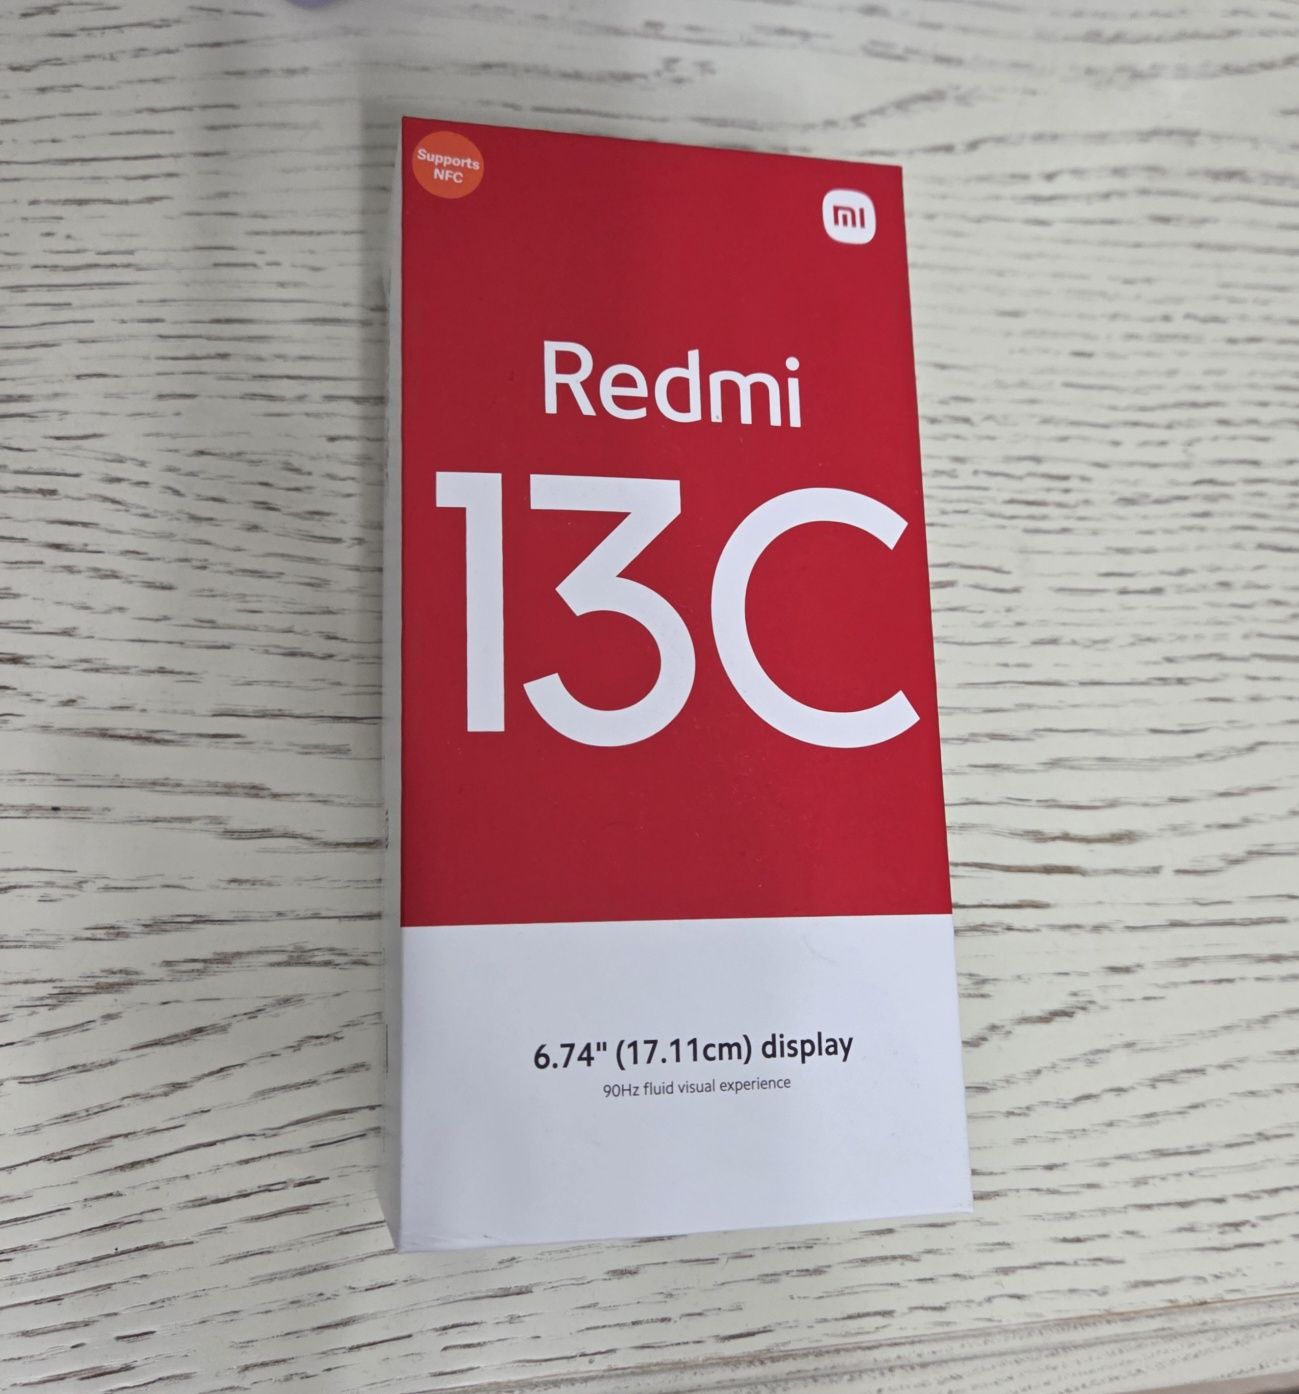 Supports
NFC
mi
Redmi
13C
6.74" (17.11cm) display
90Hz fluid visual experience